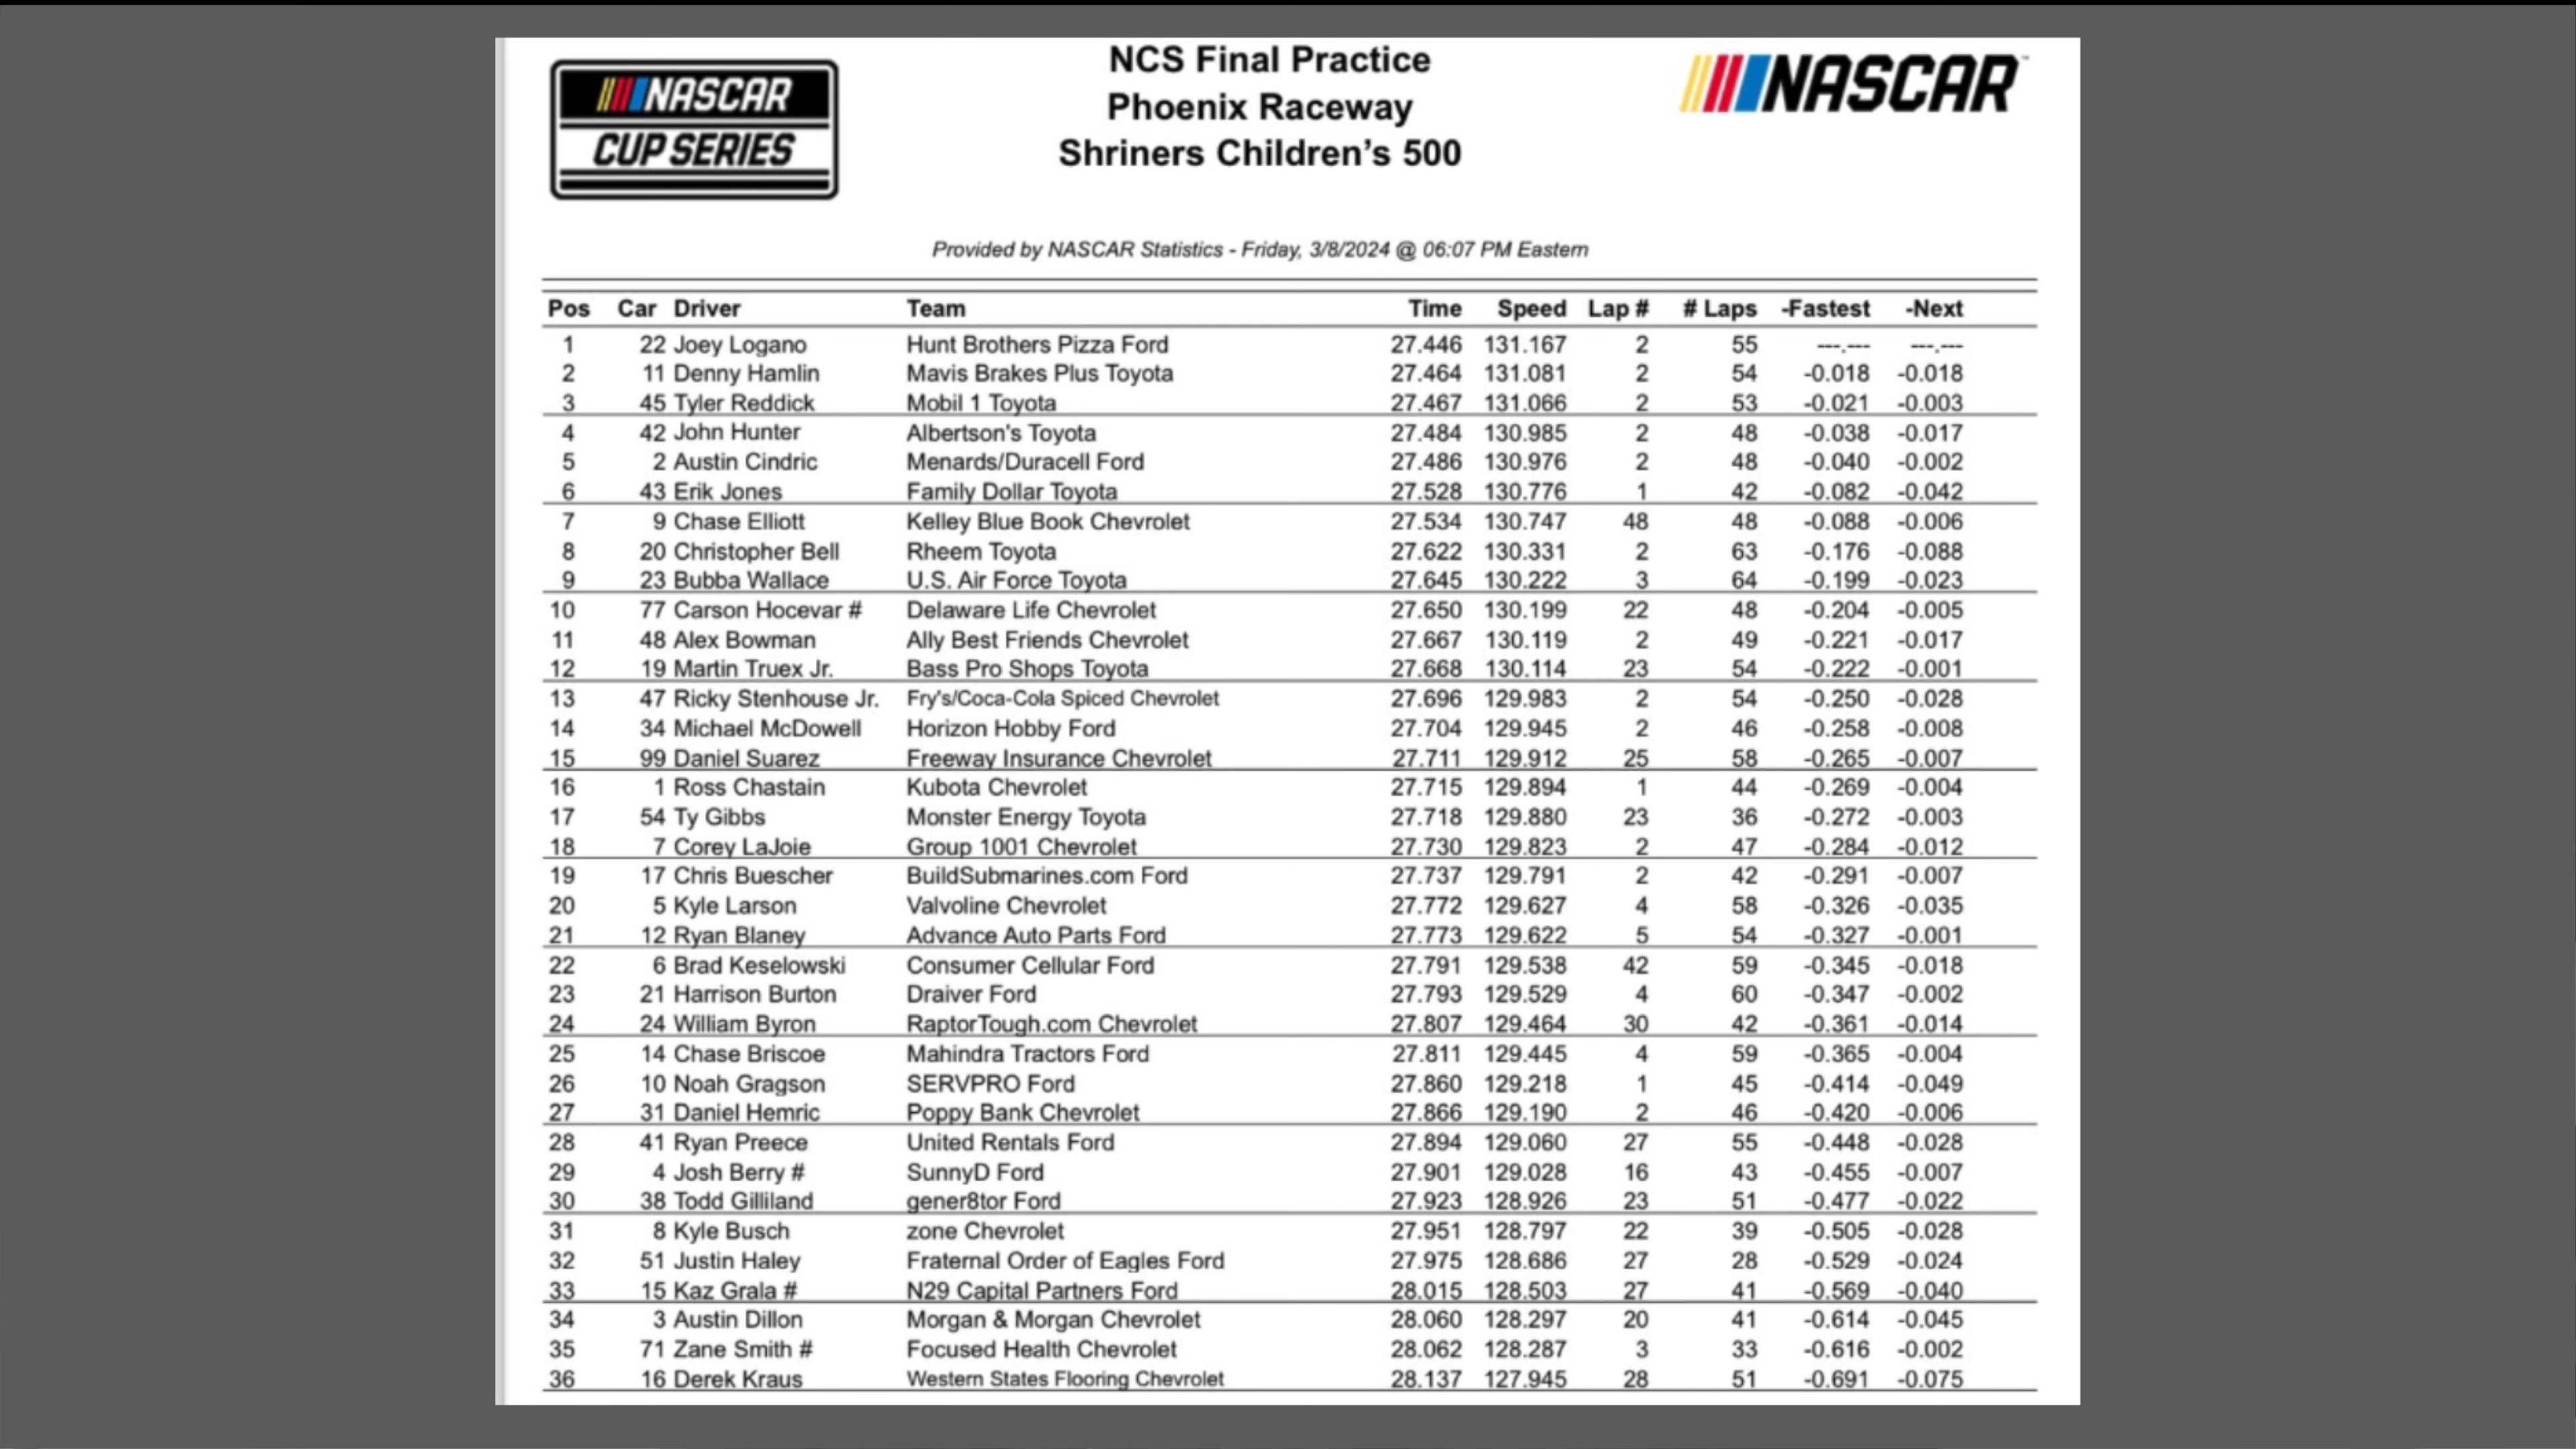 NASCAR
CUP SERIES
NCS Final Practice
Phoenix Raceway
Shriners Children’s 500
NASCAR
Provided by NASCAR Statistics - Friday, 3/8/2024 @ 06:07 PM Eastern
Pos Car Driver Team Time Speed Lap # # Laps -Fastest -Next
1 22 Joey Logano Hunt Brothers Pizza Ford 27.446 131.167 2 55 ---.--- ---.---
2 11 Denny Hamlin Mavis Brakes Plus Toyota 27.464 131.081 2 54 -0.018 -0.018
3 45 Tyler Reddick Mobil 1 Toyota 27.467 131.066 2 53 -0.021 -0.003
4 42 John Hunter Albertson's Toyota 27.484 130.985 2 48 -0.038 -0.017
5 2 Austin Cindric Menards/Duracell Ford 27.486 130.976 2 48 -0.040 -0.002
6 43 Erik Jones Family Dollar Toyota 27.528 130.776 1 42 -0.082 -0.042
7 9 Chase Elliott Kelley Blue Book Chevrolet 27.534 130.747 48 48 -0.088 -0.006
8 20 Christopher Bell Rheem Toyota 27.622 130.331 2 63 -0.176 -0.088
9 23 Bubba Wallace U.S. Air Force Toyota 27.645 130.222 3 64 -0.199 -0.023
10 77 Carson Hocevar # Delaware Life Chevrolet 27.650 130.199 22 48 -0.204 -0.005
11 48 Alex Bowman Ally Best Friends Chevrolet 27.667 130.119 2 49 -0.221 -0.017
12 19 Martin Truex Jr. Bass Pro Shops Toyota 27.668 130.114 23 54 -0.222 -0.001
13 47 Ricky Stenhouse Jr. Fry's/Coca-Cola Spiced Chevrolet 27.696 129.983 2 54 -0.250 -0.028
14 34 Michael McDowell Horizon Hobby Ford 27.704 129.945 2 46 -0.258 -0.008
15 99 Daniel Suarez Freeway Insurance Chevrolet 27.711 129.912 25 58 -0.265 -0.007
16 1 Ross Chastain Kubota Chevrolet 27.715 129.894 1 44 -0.269 -0.004
17 54 Ty Gibbs Monster Energy Toyota 27.718 129.880 23 36 -0.272 -0.003
18 7 Corey LaJoie Group 1001 Chevrolet 27.730 129.823 2 47 -0.284 -0.012
19 17 Chris Buescher BuildSubmarines.com Ford 27.737 129.791 2 42 -0.291 -0.007
20 5 Kyle Larson Valvoline Chevrolet 27.772 129.627 4 58 -0.326 -0.035
21 12 Ryan Blaney Advance Auto Parts Ford 27.773 129.622 5 54 -0.327 -0.001
22 6 Brad Keselowski Consumer Cellular Ford 27.791 129.538 42 59 -0.345 -0.018
23 21 Harrison Burton Draiver Ford 27.793 129.529 4 60 -0.347 -0.002
24 24 William Byron RaptorTough.com Chevrolet 27.807 129.464 30 42 -0.361 -0.014
25 14 Chase Briscoe Mahindra Tractors Ford 27.811 129.445 4 59 -0.365 -0.004
26 10 Noah Gragson SERVPRO Ford 27.860 129.218 1 45 -0.414 -0.049
27 31 Daniel Hemric Poppy Bank Chevrolet 27.866 129.190 2 46 -0.420 -0.006
28 41 Ryan Preece United Rentals Ford 27.894 129.060 27 55 -0.448 -0.028
29 4 Josh Berry # SunnyD Ford 27.901 129.028 16 43 -0.455 -0.007
30 38 Todd Gilliland gener8tor Ford 27.923 128.926 23 51 -0.477 -0.022
31 8 Kyle Busch zone Chevrolet 27.951 128.797 22 39 -0.505 -0.028
32 51 Justin Haley Fraternal Order of Eagles Ford 27.975 128.686 27 28 -0.529 -0.024
33 15 Kaz Grala # N29 Capital Partners Ford 28.015 128.503 27 41 -0.569 -0.040
34 3 Austin Dillon Morgan & Morgan Chevrolet 28.060 128.297 20 41 -0.614 -0.045
35 71 Zane Smith # Focused Health Chevrolet 28.062 128.287 3 33 -0.616 -0.002
36 16 Derek Kraus Western States Flooring Chevrolet 28.137 127.945 28 51 -0.691 -0.075